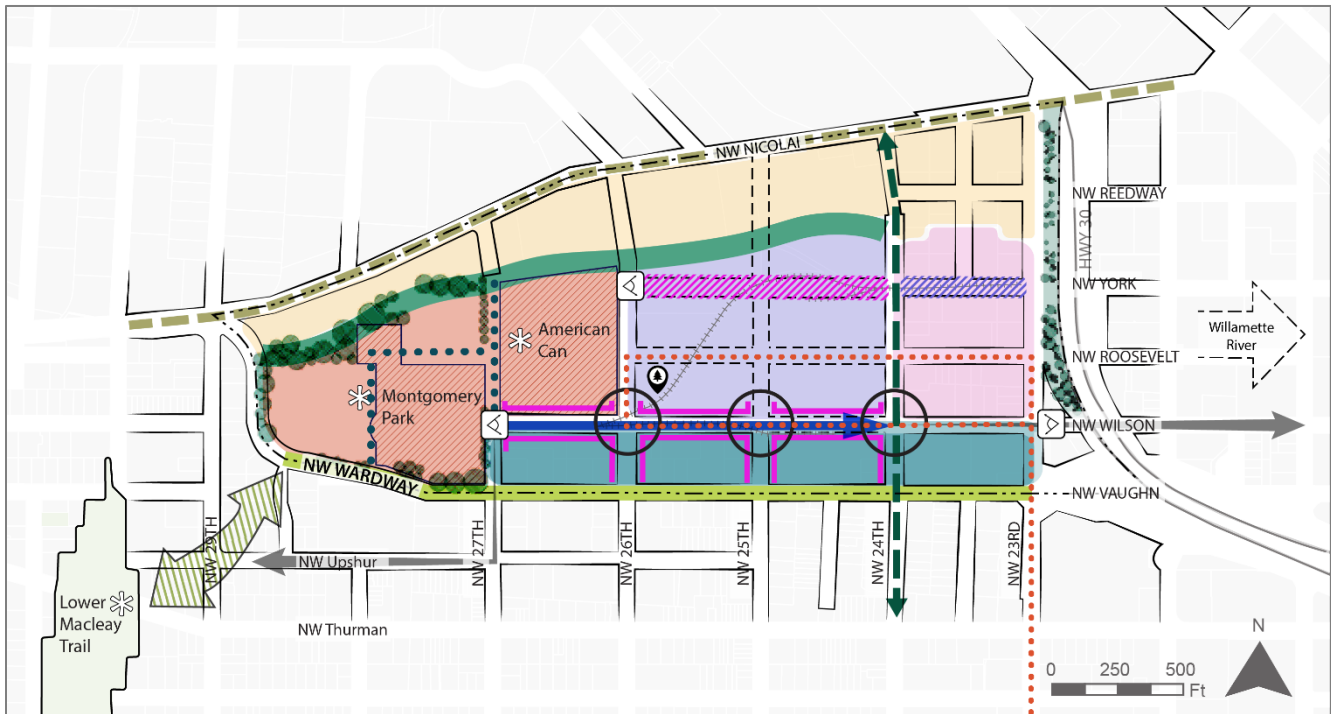 NW NICOLAI
NW REEDWAY
HWY 30
NW YORK
American
Can
Willamette
River
NW ROOSEVELT
Montgomery
Park
NW WILSON
NW WARDWAY
NW VAUGHN
NW 29TH
NW 27TH
NW 26TH
NW 25TH
NW 24TH
NW 23RD
NW Upshur
Lower
Macleay
Trail
NW Thurman
N
0 250 500
Ft